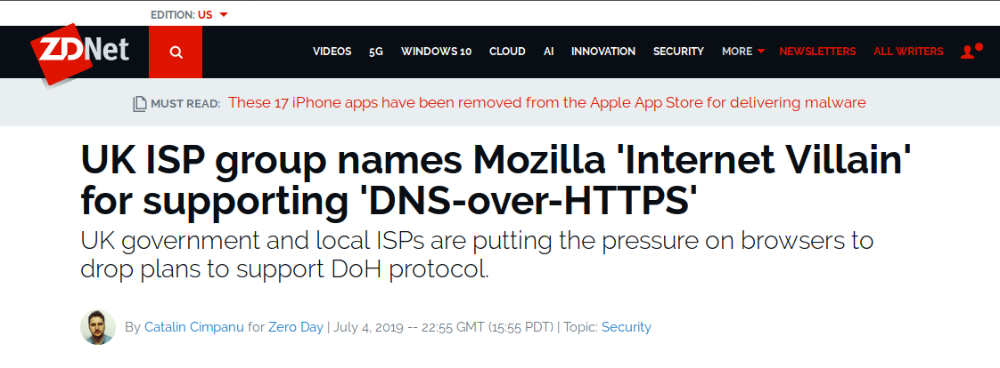 EDITION: US
ZDNet
VIDEOS 5G WINDOWS 10 CLOUD AI INNOVATION SECURITY MORE NEWSLETTERS ALL WRITERS
MUST READ: These 17 iPhone apps have been removed from the Apple App Store for delivering malware
UK ISP group names Mozilla 'Internet Villain'
for supporting 'DNS-over-HTTPS'
UK government and local ISPs are putting the pressure on browsers to
drop plans to support DoH protocol.
By Catalin Cimpanu for Zero Day | July 4, 2019 -- 22:55 GMT (15:55 PDT) | Topic: Security